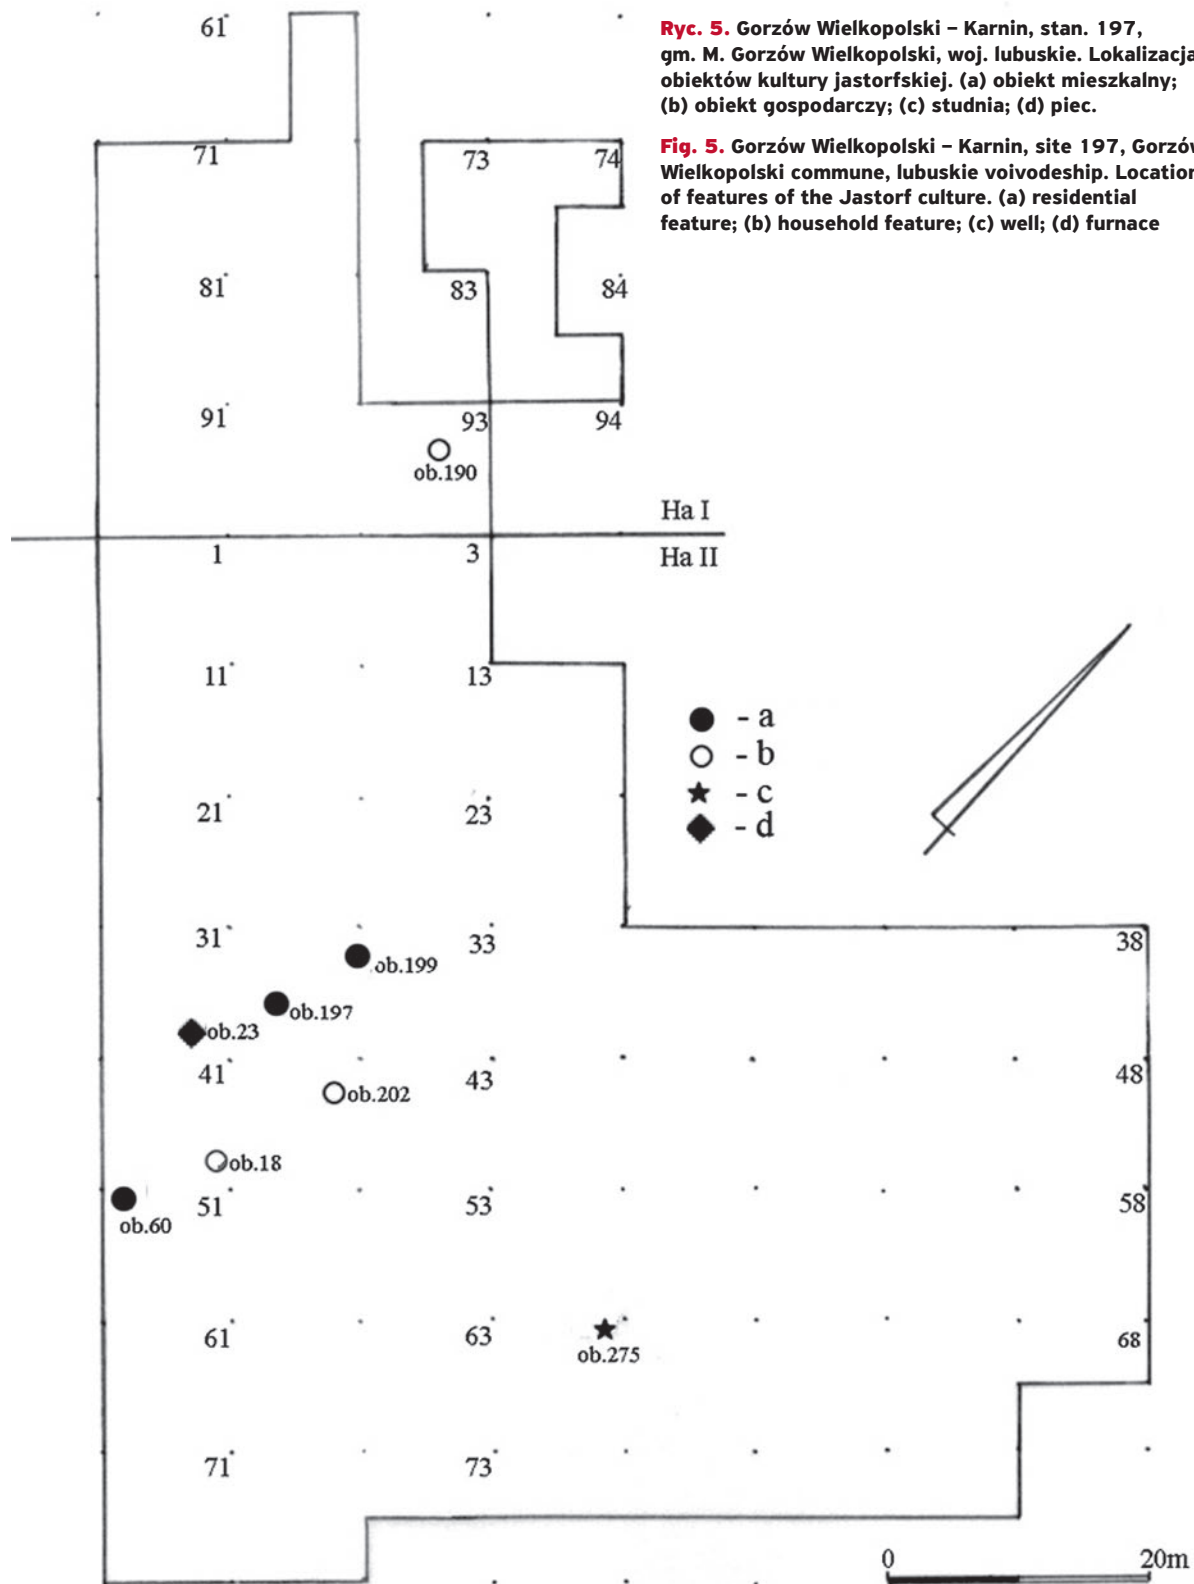 Ryc. 5. Gorzów Wielkopolski – Karnin, stan. 197,
gm. M. Gorzów Wielkopolski, woj. lubuskie. Lokalizacja
obiektów kultury jastorfskiej. (a) obiekt mieszkalny;
(b) obiekt gospodarczy; (c) studnia; (d) piec.
Fig. 5. Gorzów Wielkopolski – Karnin, site 197, Gorzów
Wielkopolski commune, lubuskie voivodeship. Location
of features of the Jastorf culture. (a) residential
feature; (b) household feature; (c) well; (d) furnace
61
71 73 74
81 83 84
91 93 94
ob.190
Ha I
1 3 Ha II
11 13
- a
- b
- c
- d
21 23
31 33 38
ob.199
ob.197
ob.23
41 43 48
ob.202
ob.18
51 53 58
ob.60
61 63 68
ob.275
71 73
0 20m